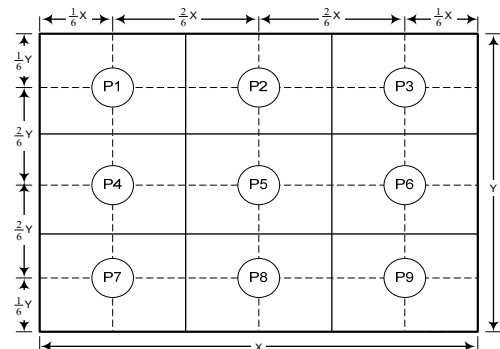 1/6 X 2/6 X 2/6 X 1/6 X
1/6 Y
P1 P2 P3
2/6 Y
P4 P5 P6 Y
2/6 Y
P7 P8 P9
1/6 Y
X